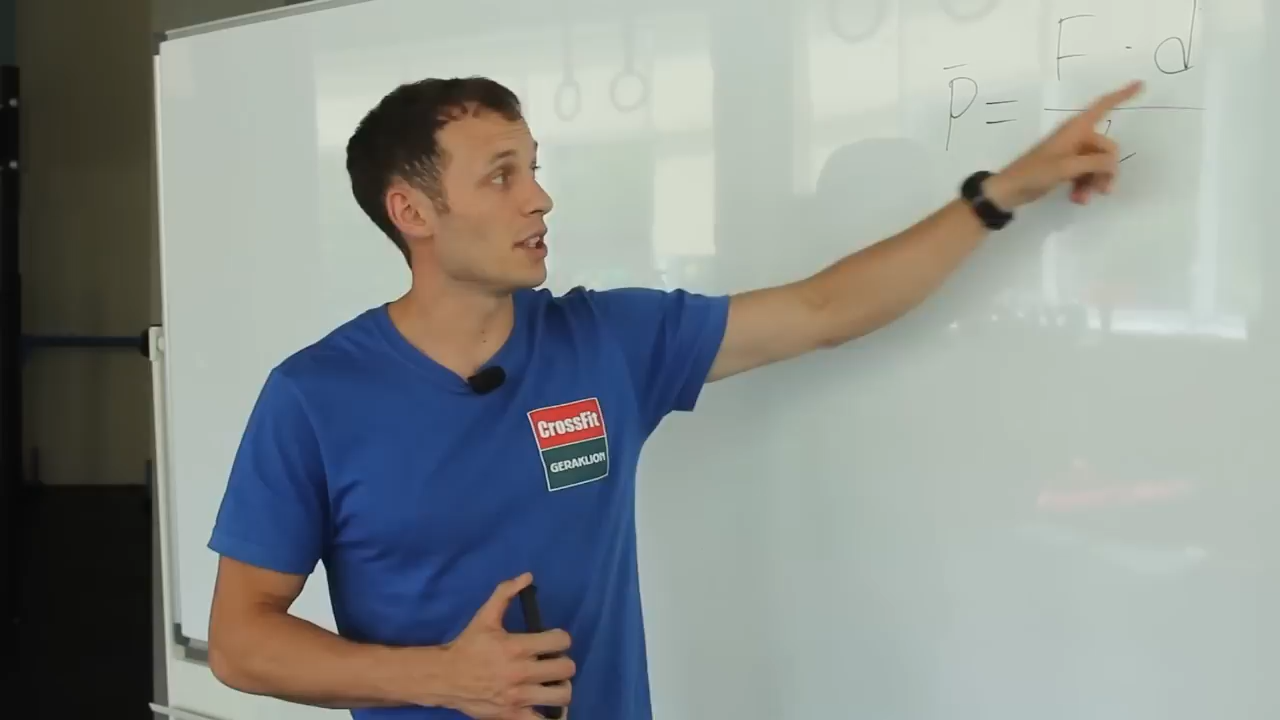 F · d
p̄ =
CrossFit
GERAKLION